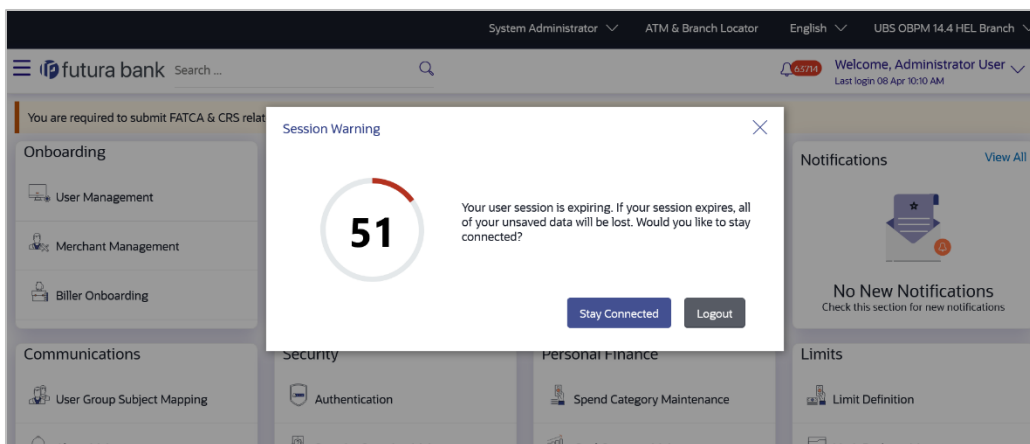 System Administrator ATM & Branch Locator English UBS OBPM 14.4 HEL Branch
futura bank Search ... 63714 Welcome, Administrator User
Last login 08 Apr 10:10 AM
You are required to submit FATCA & CRS relat
Session Warning
51
Your user session is expiring. If your session expires, all
of your unsaved data will be lost. Would you like to stay
connected?
Stay Connected Logout
Onboarding
User Management
Merchant Management
Biller Onboarding
Notifications View All
No New Notifications
Check this section for new notifications
Communications
User Group Subject Mapping
Security
Authentication
Personal Finance
Spend Category Maintenance
Limits
Limit Definition